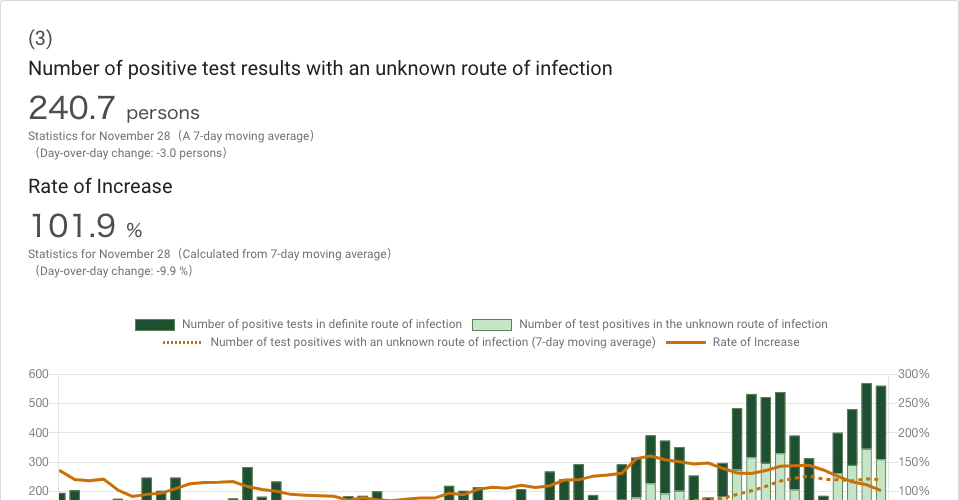 (3)
Number of positive test results with an unknown route of infection
240.7 persons
Statistics for November 28（A 7-day moving average）
（Day-over-day change: -3.0 persons）
Rate of Increase
101.9 %
Statistics for November 28（Calculated from 7-day moving average）
（Day-over-day change: -9.9 %）
Number of positive tests in definite route of infection Number of test positives in the unknown route of infection
Number of test positives with an unknown route of infection (7-day moving average) Rate of Increase
600 300%
500 250%
400 200%
300 150%
200 100%